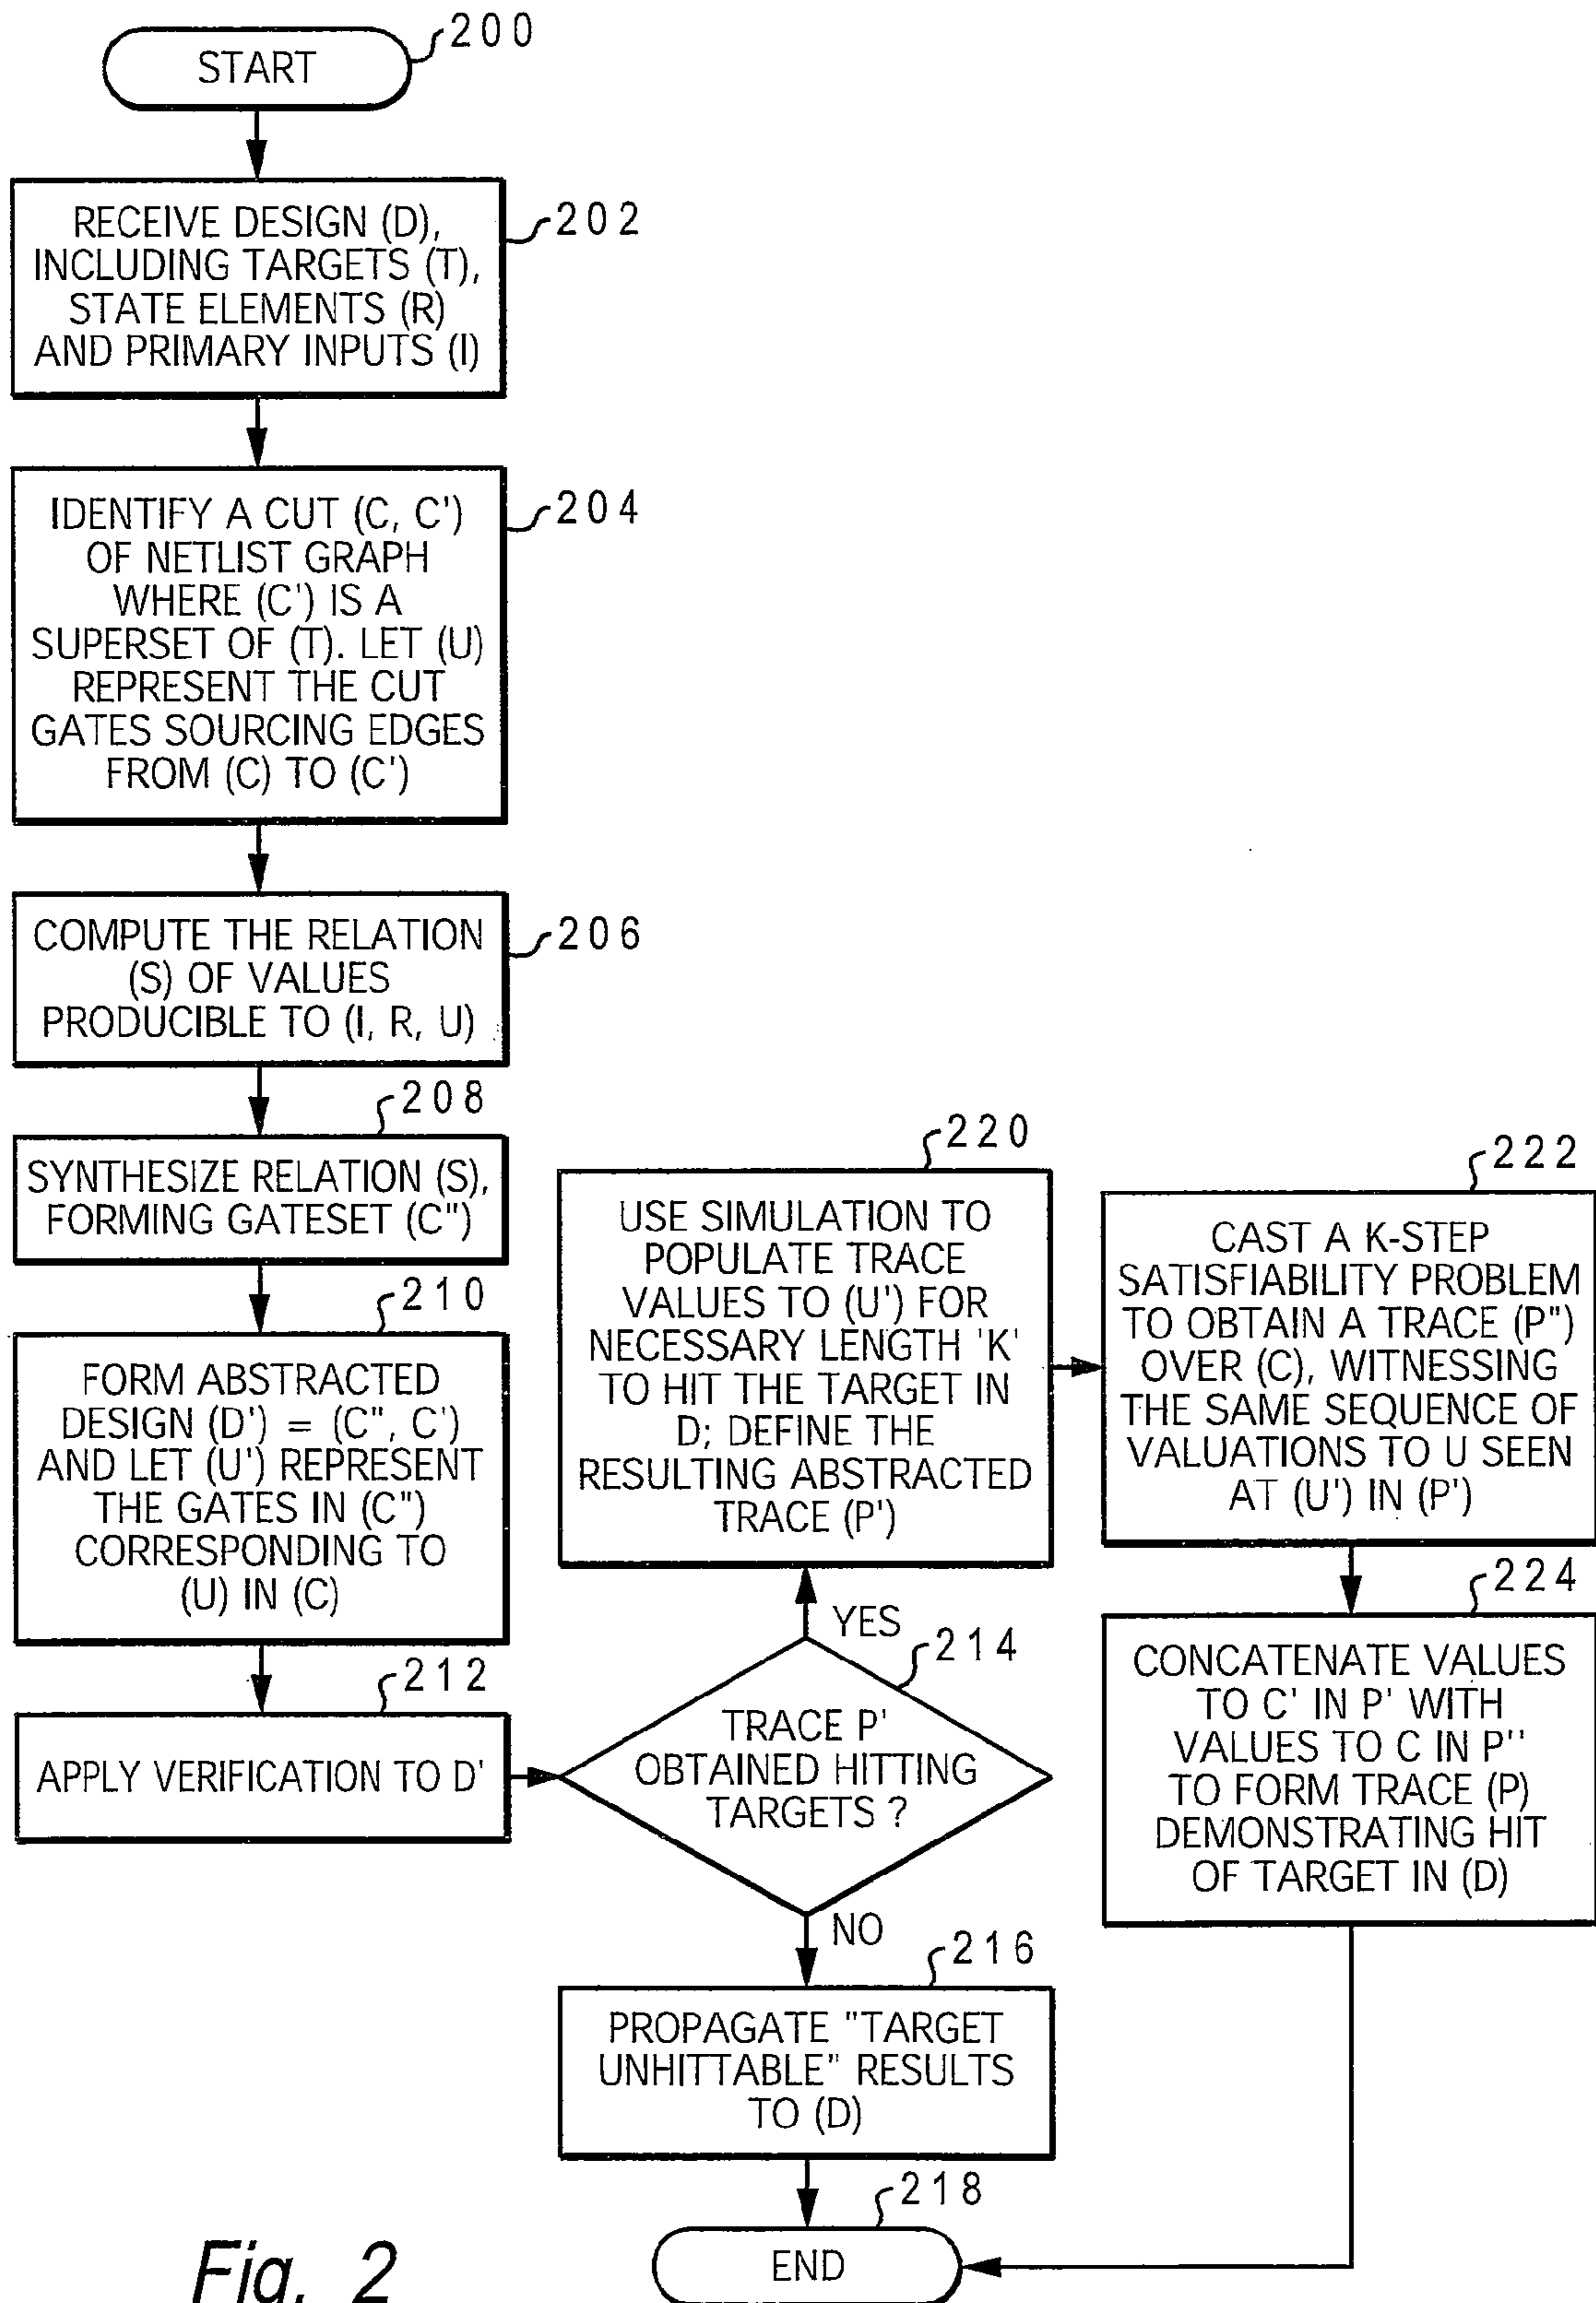 200
START
202
RECEIVE DESIGN (D),
INCLUDING TARGETS (T),
STATE ELEMENTS (R)
AND PRIMARY INPUTS (I)
204
IDENTIFY A CUT (C, C')
OF NETLIST GRAPH
WHERE (C') IS A
SUPERSET OF (T). LET (U)
REPRESENT THE CUT
GATES SOURCING EDGES
FROM (C) TO (C')
206
COMPUTE THE RELATION
(S) OF VALUES
PRODUCIBLE TO (I, R, U)
208
SYNTHESIZE RELATION (S),
FORMING GATESET (C")
210
FORM ABSTRACTED
DESIGN (D') = (C", C')
AND LET (U') REPRESENT
THE GATES IN (C")
CORRESPONDING TO
(U) IN (C)
212
APPLY VERIFICATION TO D'
214
TRACE P'
OBTAINED HITTING
TARGETS ?
YES
NO
220
USE SIMULATION TO
POPULATE TRACE
VALUES TO (U') FOR
NECESSARY LENGTH 'K'
TO HIT THE TARGET IN
D; DEFINE THE
RESULTING ABSTRACTED
TRACE (P')
222
CAST A K-STEP
SATISFIABILITY PROBLEM
TO OBTAIN A TRACE (P")
OVER (C), WITNESSING
THE SAME SEQUENCE OF
VALUATIONS TO U SEEN
AT (U') IN (P')
224
CONCATENATE VALUES
TO C' IN P' WITH
VALUES TO C IN P''
TO FORM TRACE (P)
DEMONSTRATING HIT
OF TARGET IN (D)
216
PROPAGATE "TARGET
UNHITTABLE" RESULTS
TO (D)
218
END
Fig. 2